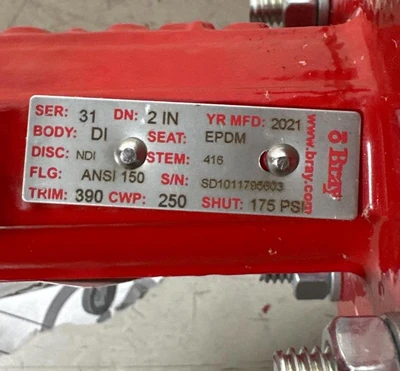 SER: 31 DN: 2 IN YR MFD: 2021
BODY: DI SEAT: EPDM
DISC: NDI STEM: 416
FLG: ANSI 150 S/N: SD1011795603
TRIM: 390 CWP: 250 SHUT: 175 PSI
Bray
www.bray.com